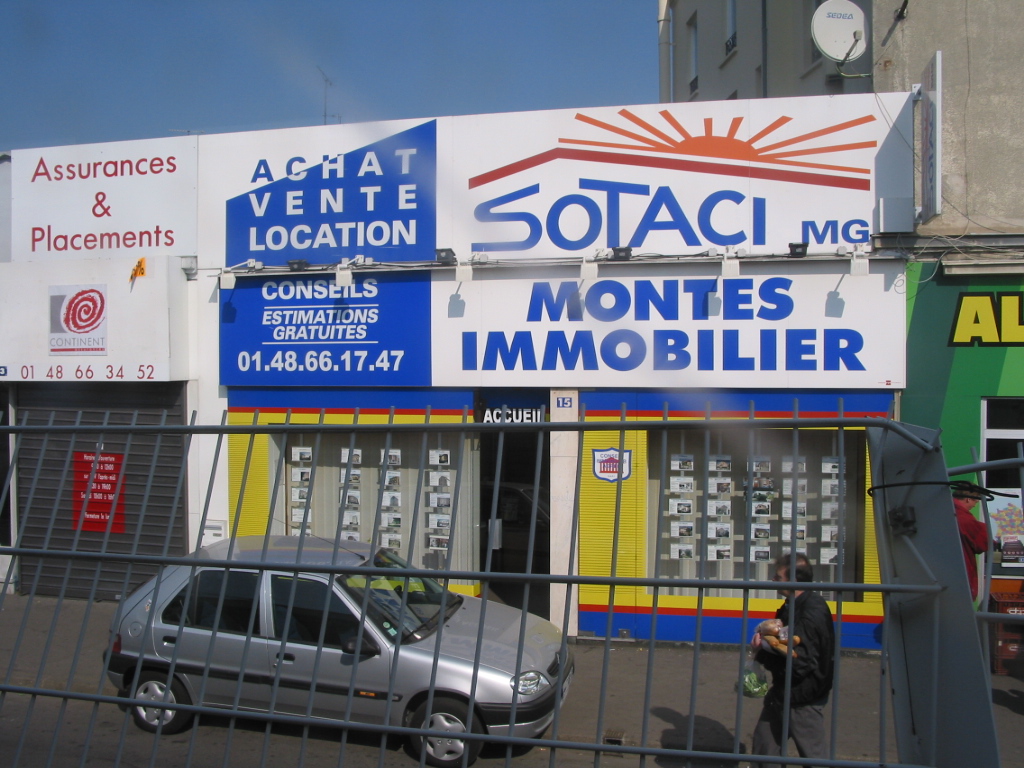 SEDEA
Assurances
&
Placements
ACHAT
VENTE
LOCATION
SOTACI MG
CONSEILS
ESTIMATIONS
GRATUITES
01.48.66.17.47
MONTES
IMMOBILIER
CONTINENT
01 48 66 34 52
ACCUEIL
15
AL